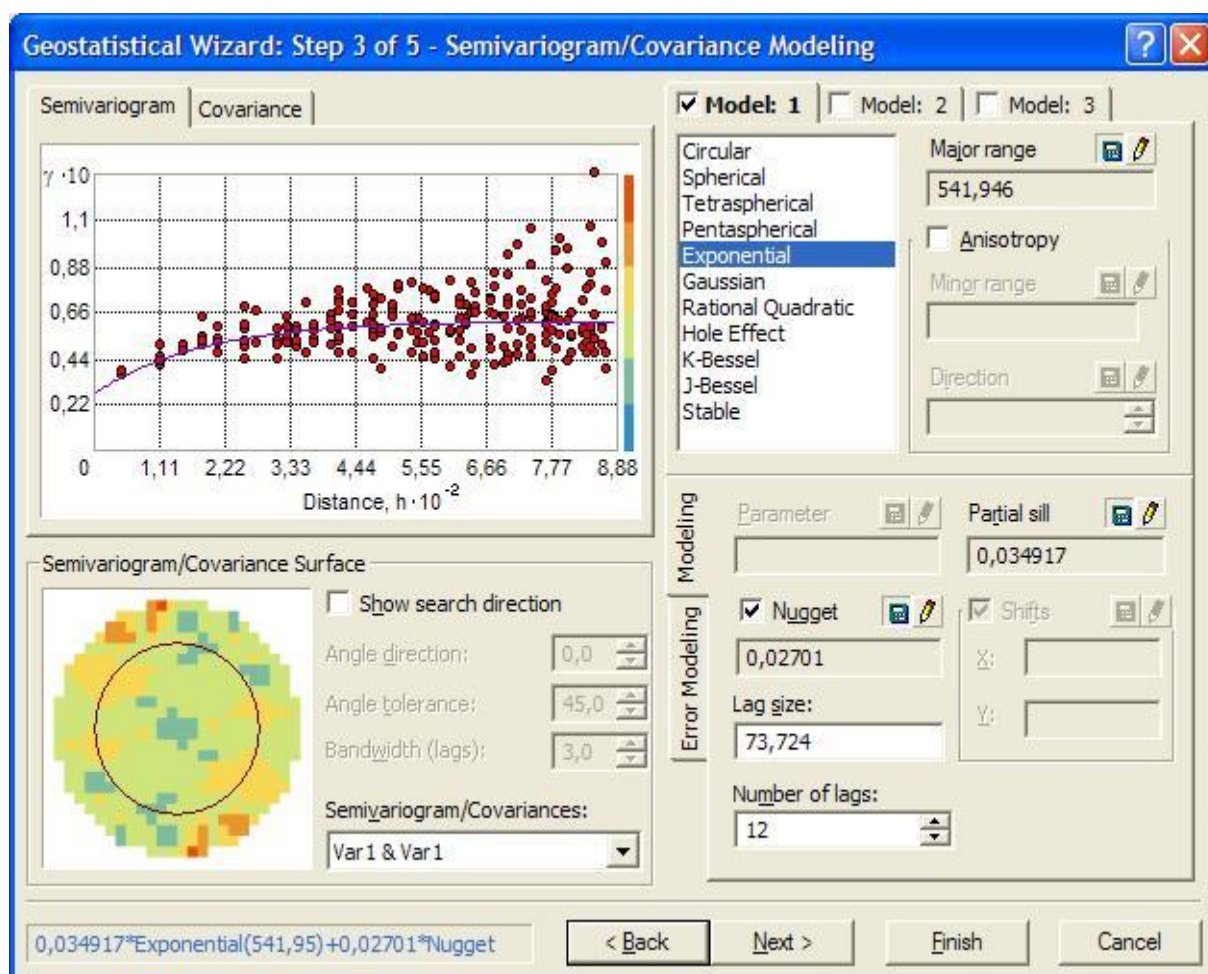 Geostatistical Wizard: Step 3 of 5 - Semivariogram/Covariance Modeling
Semivariogram
Covariance
γ ·10
1,1
0,88
0,66
0,44
0,22
0 1,11 2,22 3,33 4,44 5,55 6,66 7,77 8,88
Distance, h·10⁻²
Semivariogram/Covariance Surface
Show search direction
Angle direction:
0,0
Angle tolerance:
45,0
Bandwidth (lags):
3,0
Semivariogram/Covariances:
Var1 & Var1
Model: 1
Model: 2
Model: 3
Circular
Spherical
Tetraspherical
Pentaspherical
Exponential
Gaussian
Rational Quadratic
Hole Effect
K-Bessel
J-Bessel
Stable
Major range
541,946
Anisotropy
Minor range
Direction
Modeling
Error Modeling
Parameter
Partial sill
0,034917
Nugget
0,02701
Shifts
X:
Y:
Lag size:
73,724
Number of lags:
12
0,034917*Exponential(541,95)+0,02701*Nugget
< Back
Next >
Finish
Cancel